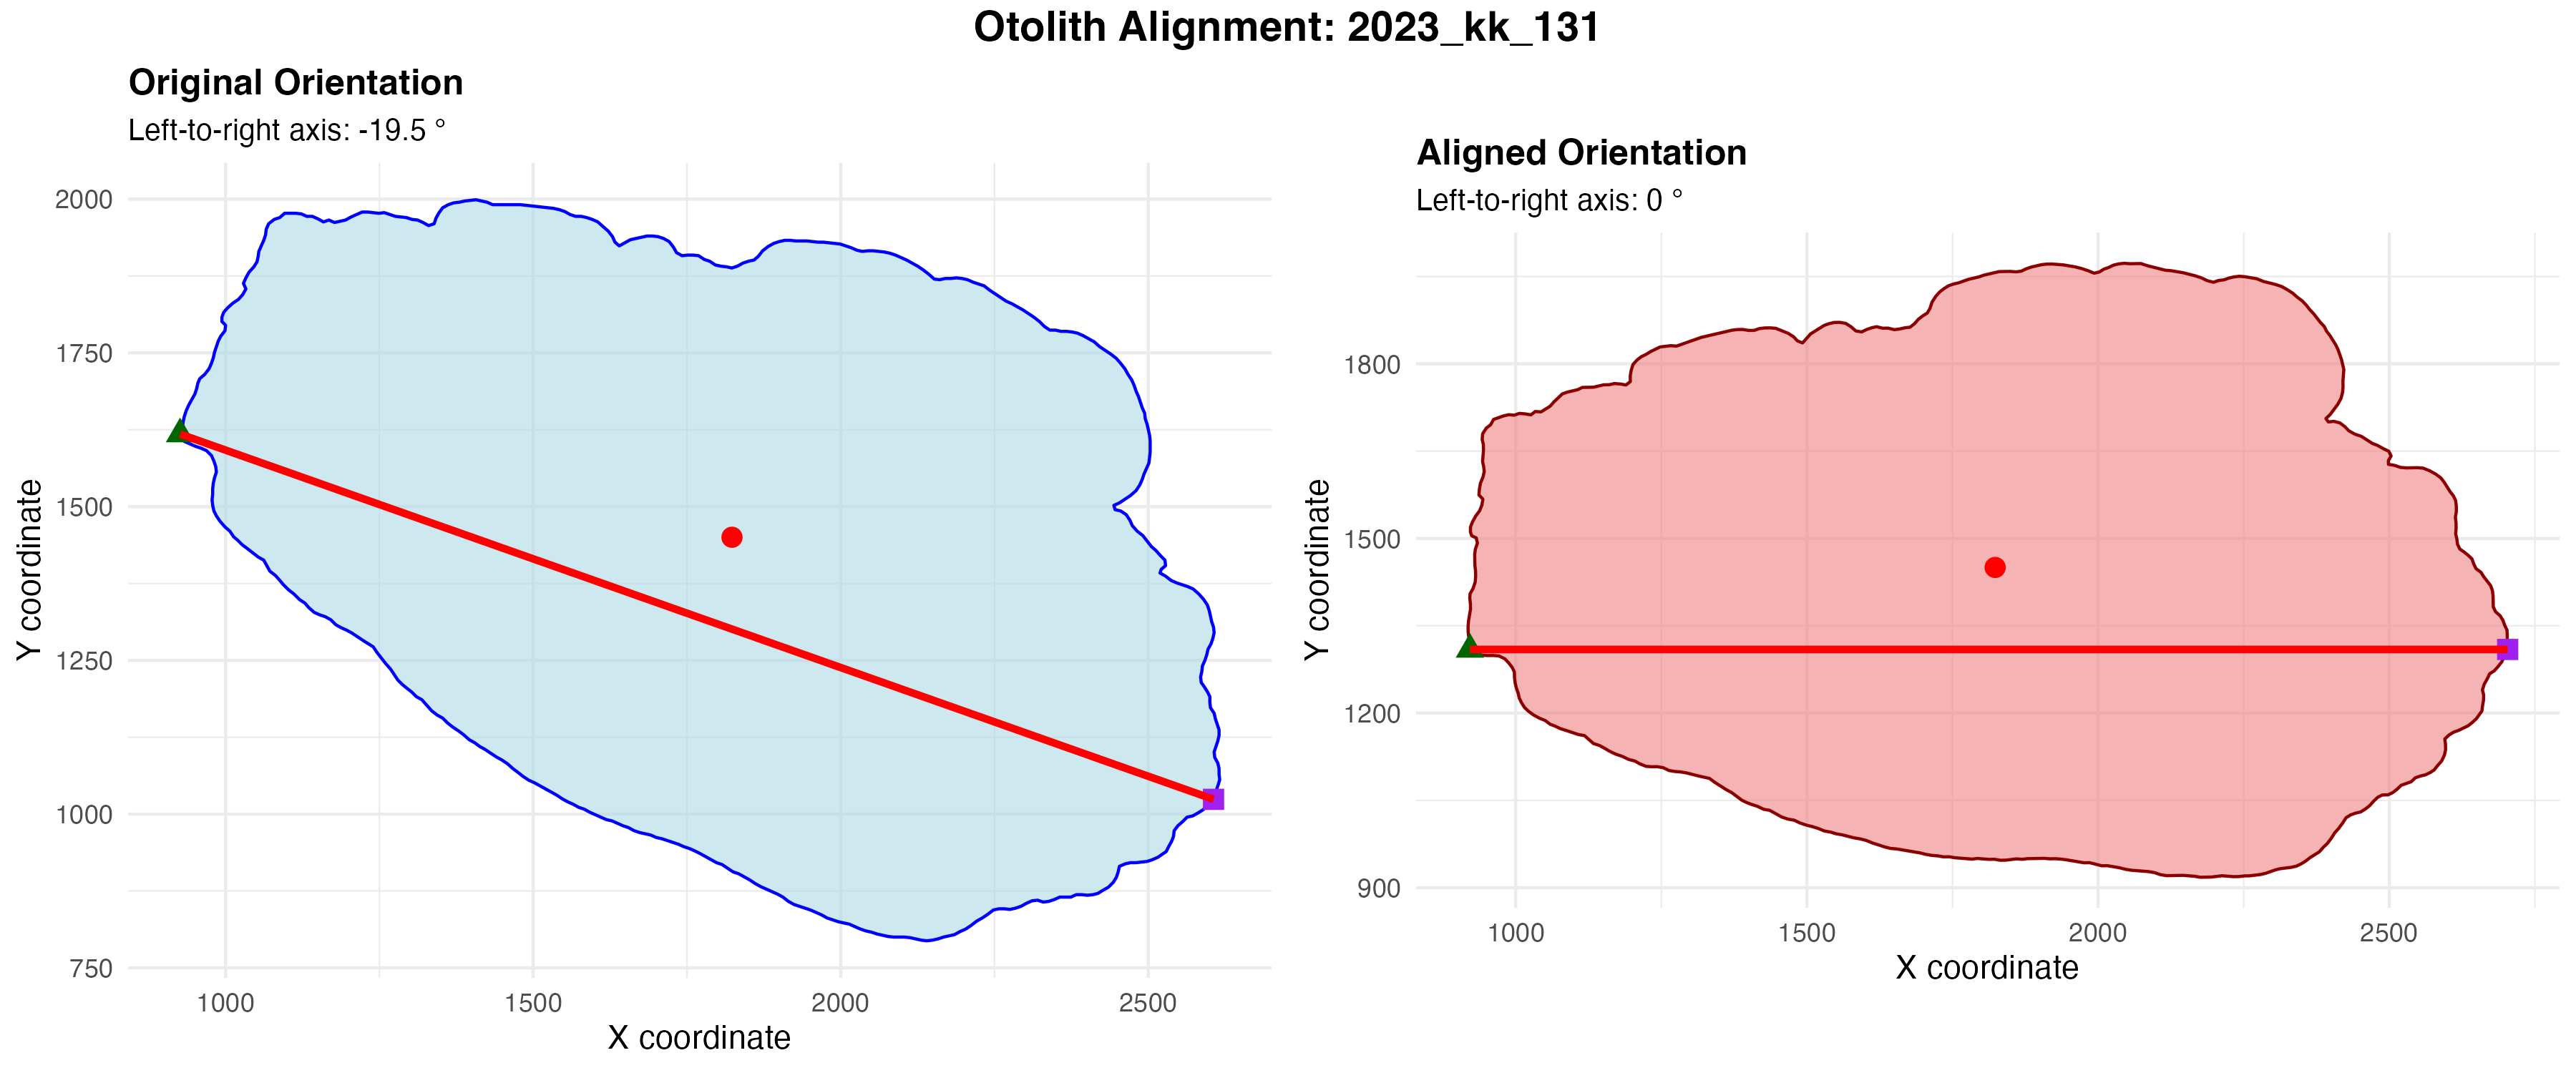 Otolith Alignment: 2023_kk_131
Original Orientation
Left-to-right axis: -19.5 °
2000
1750
1500
1250
1000
750
Y coordinate
1000 1500 2000 2500
X coordinate
Aligned Orientation
Left-to-right axis: 0 °
1800
1500
1200
900
Y coordinate
1000 1500 2000 2500
X coordinate